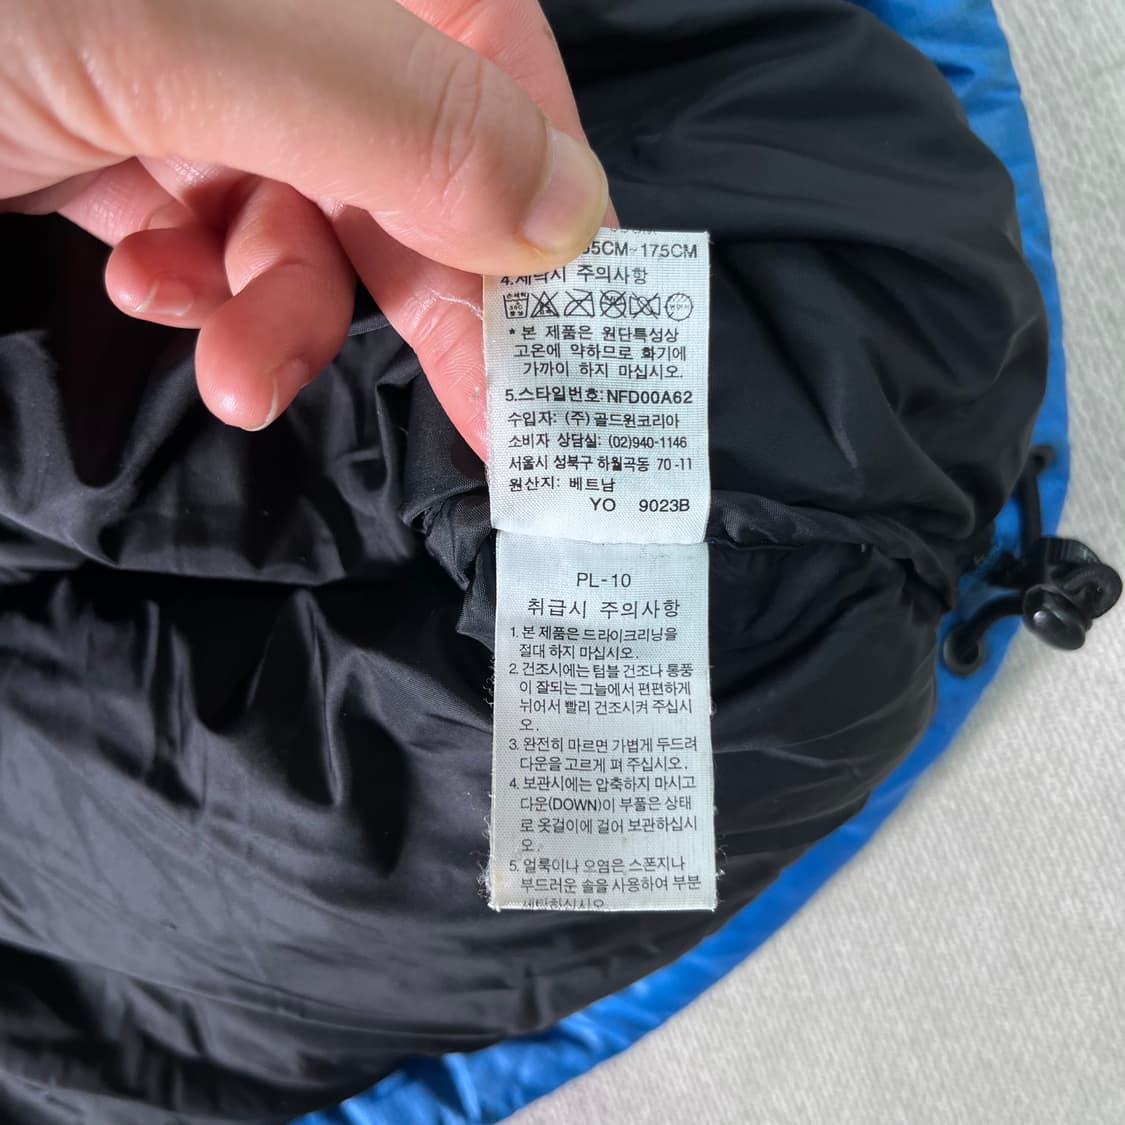 5CM~175CM
4.세탁시 주의사항
* 본 제품은 원단특성상
고온에 약하므로 화기에
가까이 하지 마십시오.
5.스타일번호: NFD00A62
수입자: (주)골드윈코리아
소비자 상담실: (02)940-1146
서울시 성북구 하월곡동 70-11
원산지: 베트남
YO 9023B
PL-10
취급시 주의사항
1. 본 제품은 드라이크리닝을
절대 하지 마십시오.
2. 건조시에는 텀블 건조나 통풍
이 잘되는 그늘에서 편편하게
뉘어서 빨리 건조시켜 주십시
오.
3. 완전히 마르면 가볍게 두드려
다운을 고르게 펴 주십시오.
4. 보관시에는 압축하지 마시고
다운(DOWN)이 부풀은 상태
로 옷걸이에 걸어 보관하십시
오.
5. 얼룩이나 오염은 스폰지나
부드러운 솔을 사용하여 부분
세탁하십시오